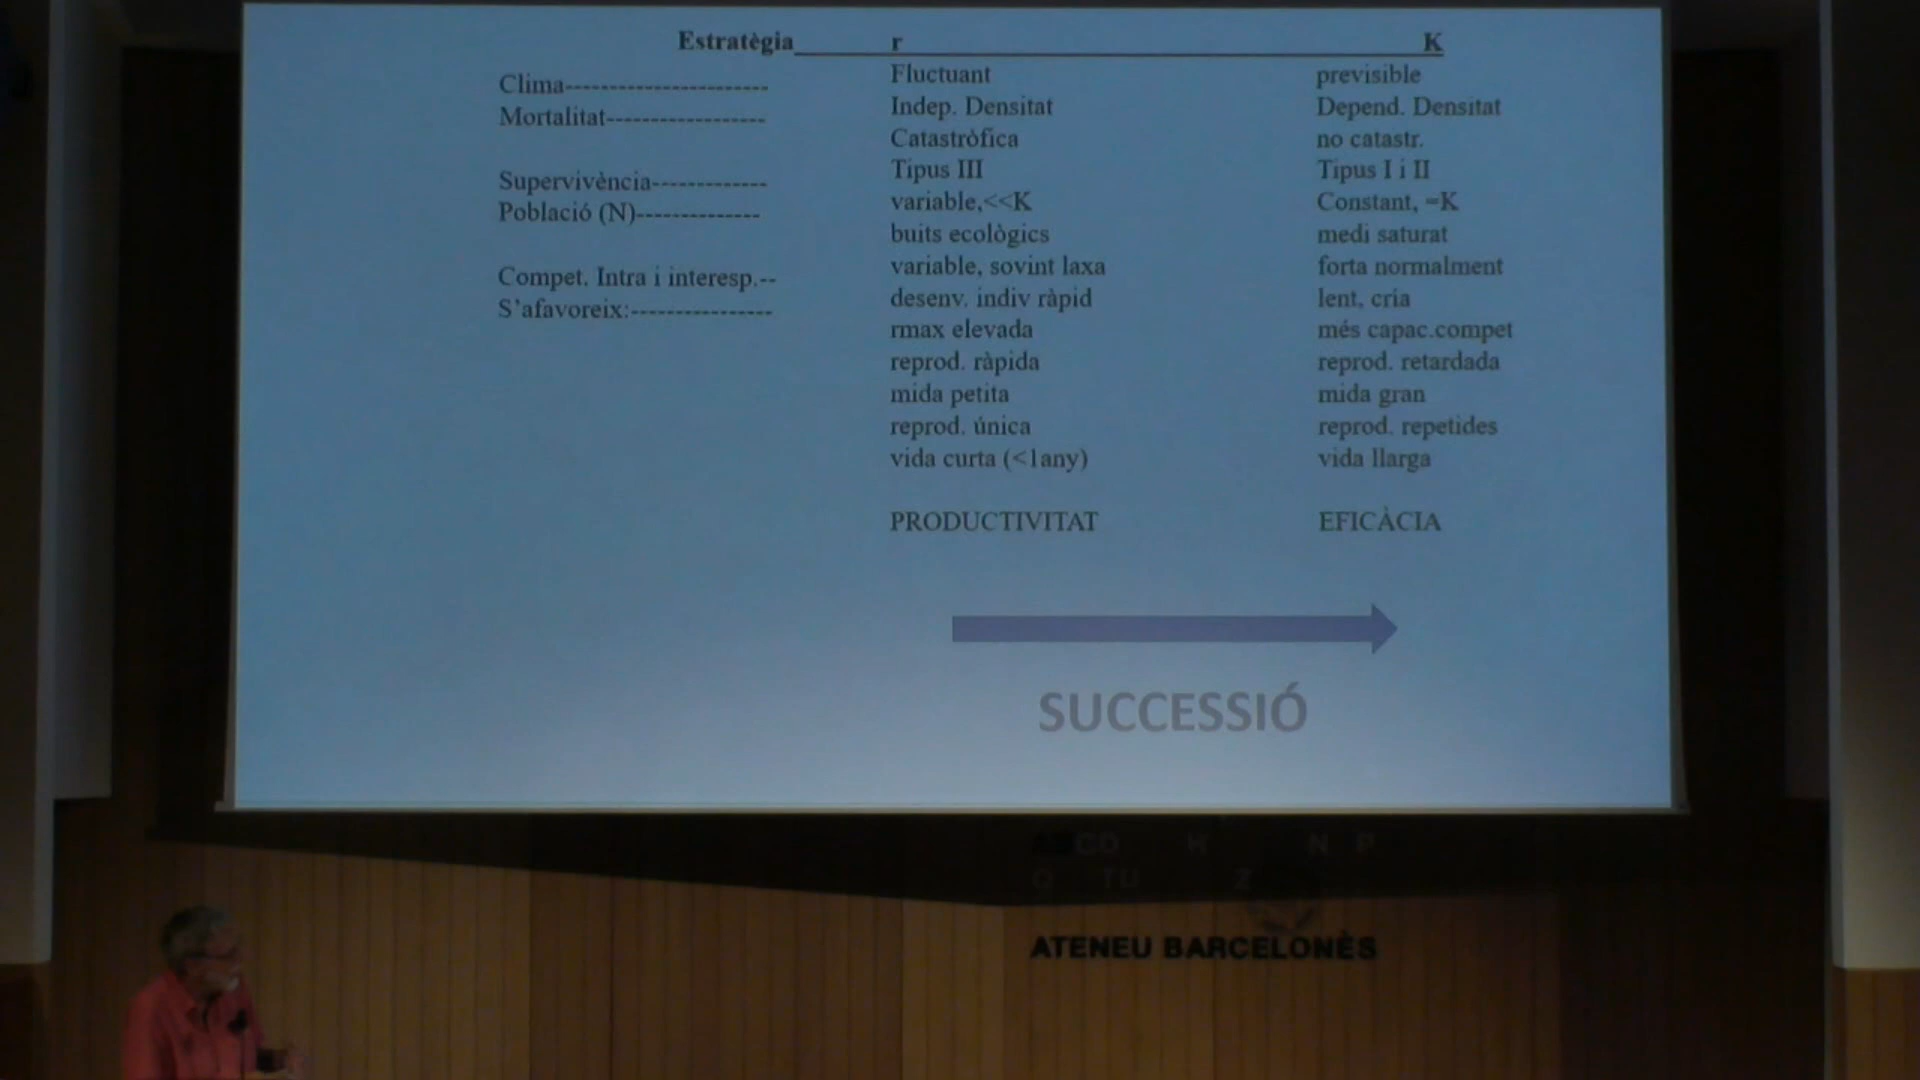 Estratègia r K
Clima----------------------- Fluctuant previsible
Mortalitat------------------ Indep. Densitat Depend. Densitat
Catastròfica no catastr.
Supervivència------------- Tipus III Tipus I i II
Població (N)-------------- variable,<<K Constant, =K
buits ecològics medi saturat
Compet. Intra i interesp.-- variable, sovint laxa forta normalment
S'afavoreix:---------------- desenv. indiv ràpid lent, cria
rmax elevada més capac.compet
reprod. ràpida reprod. retardada
mida petita mida gran
reprod. única reprod. repetides
vida curta (<1any) vida llarga
PRODUCTIVITAT EFICÀCIA
SUCCESSIÓ
ATENEU BARCELONÈS